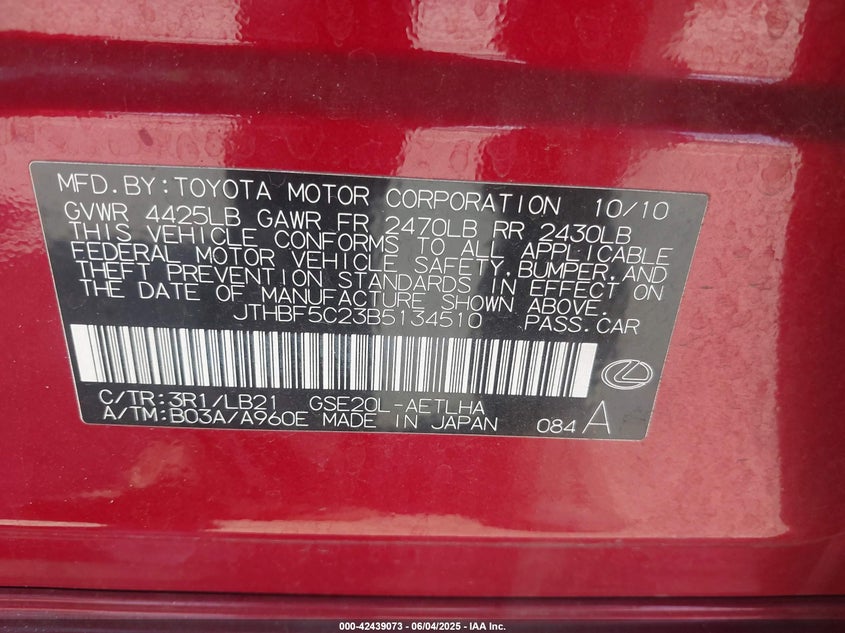 MFD.BY:TOYOTA MOTOR CORPORATION 10/10
GVWR 4425LB GAWR FR 2470LB RR 2430LB
THIS VEHICLE CONFORMS TO ALL APPLICABLE
FEDERAL MOTOR VEHICLE SAFETY,BUMPER,AND
THEFT PREVENTION STANDARDS IN EFFECT ON
THE DATE OF MANUFACTURE SHOWN ABOVE.
JTHBF5C23B5134510 PASS.CAR
C/TR:3R1/LB21 GSE20L-AETLHA
A/TM:B03A/A960E MADE IN JAPAN 084 A
000-42439073 - 06/04/2025 - IAA Inc.